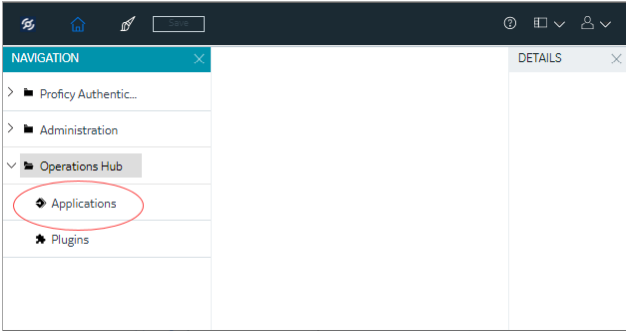 Save
NAVIGATION
DETAILS
Proficy Authentic...
Administration
Operations Hub
Applications
Plugins